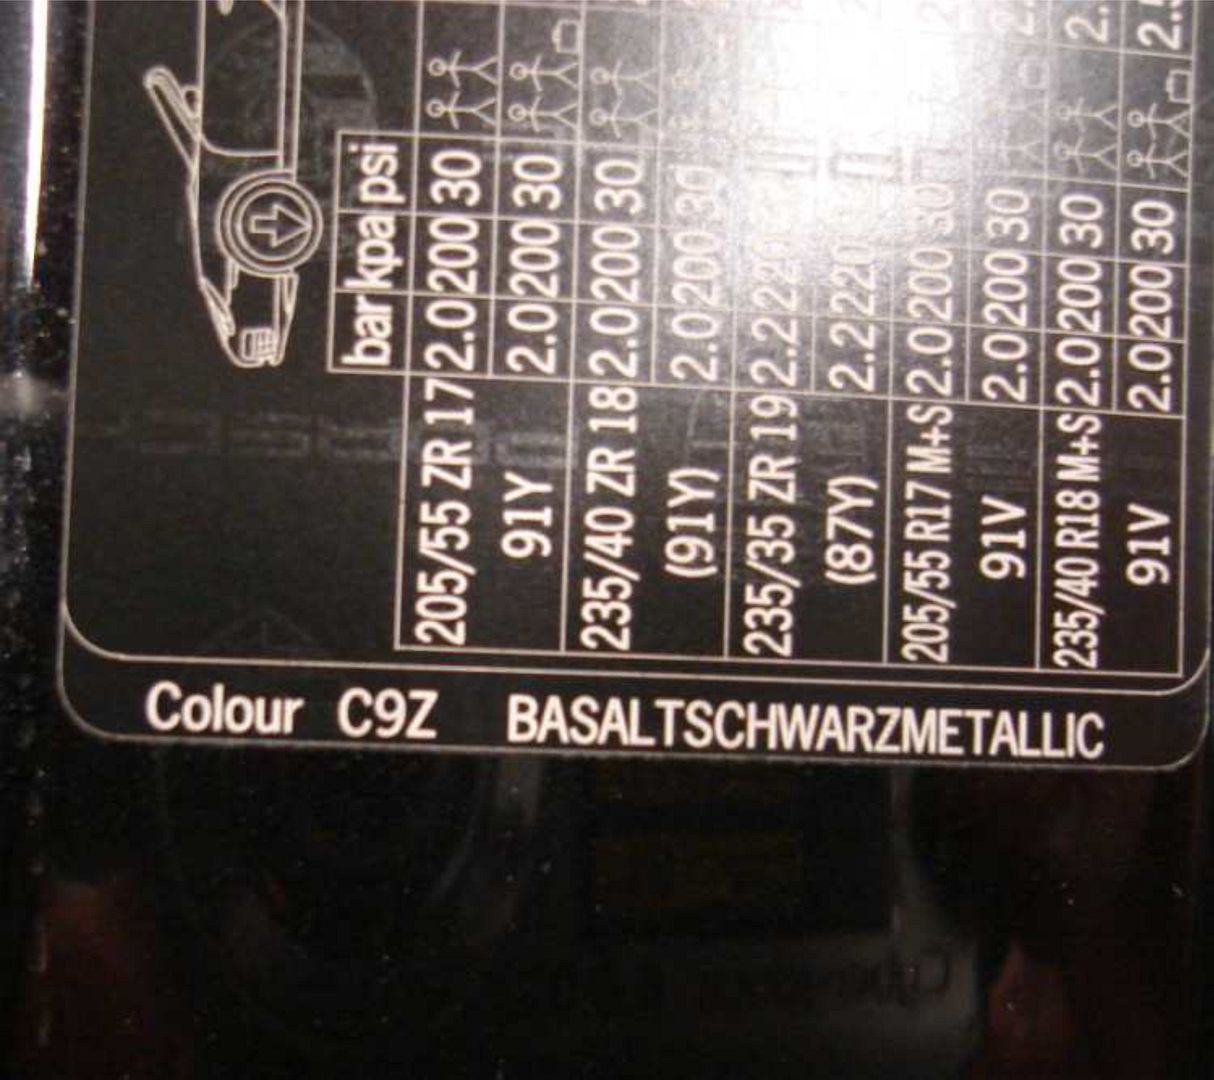 bar kpa psi
205/55 ZR 17 2.0 200 30
91Y 2.0 200 30
235/40 ZR 18 2.0 200 30
(91Y) 2.0 200 30
235/35 ZR 19 2.2 220
(87Y) 2.2 220
205/55 R17 M+S 2.0 200 30
91V 2.0 200 30
235/40 R18 M+S 2.0 200 30
91V 2.0 200 30
Colour C9Z BASALTSCHWARZMETALLIC